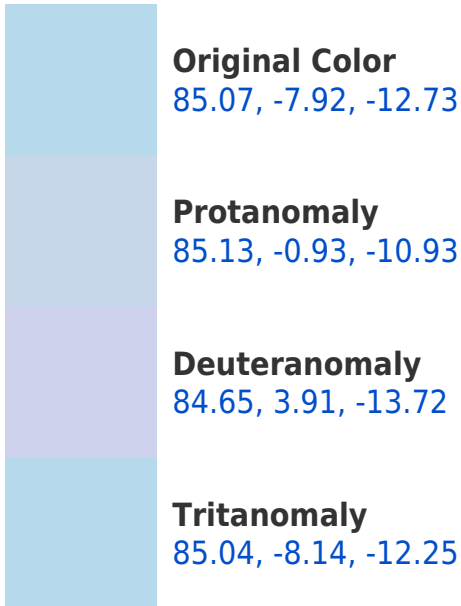 Original Color
85.07, -7.92, -12.73
Protanomaly
85.13, -0.93, -10.93
Deuteranomaly
84.65, 3.91, -13.72
Tritanomaly
85.04, -8.14, -12.25